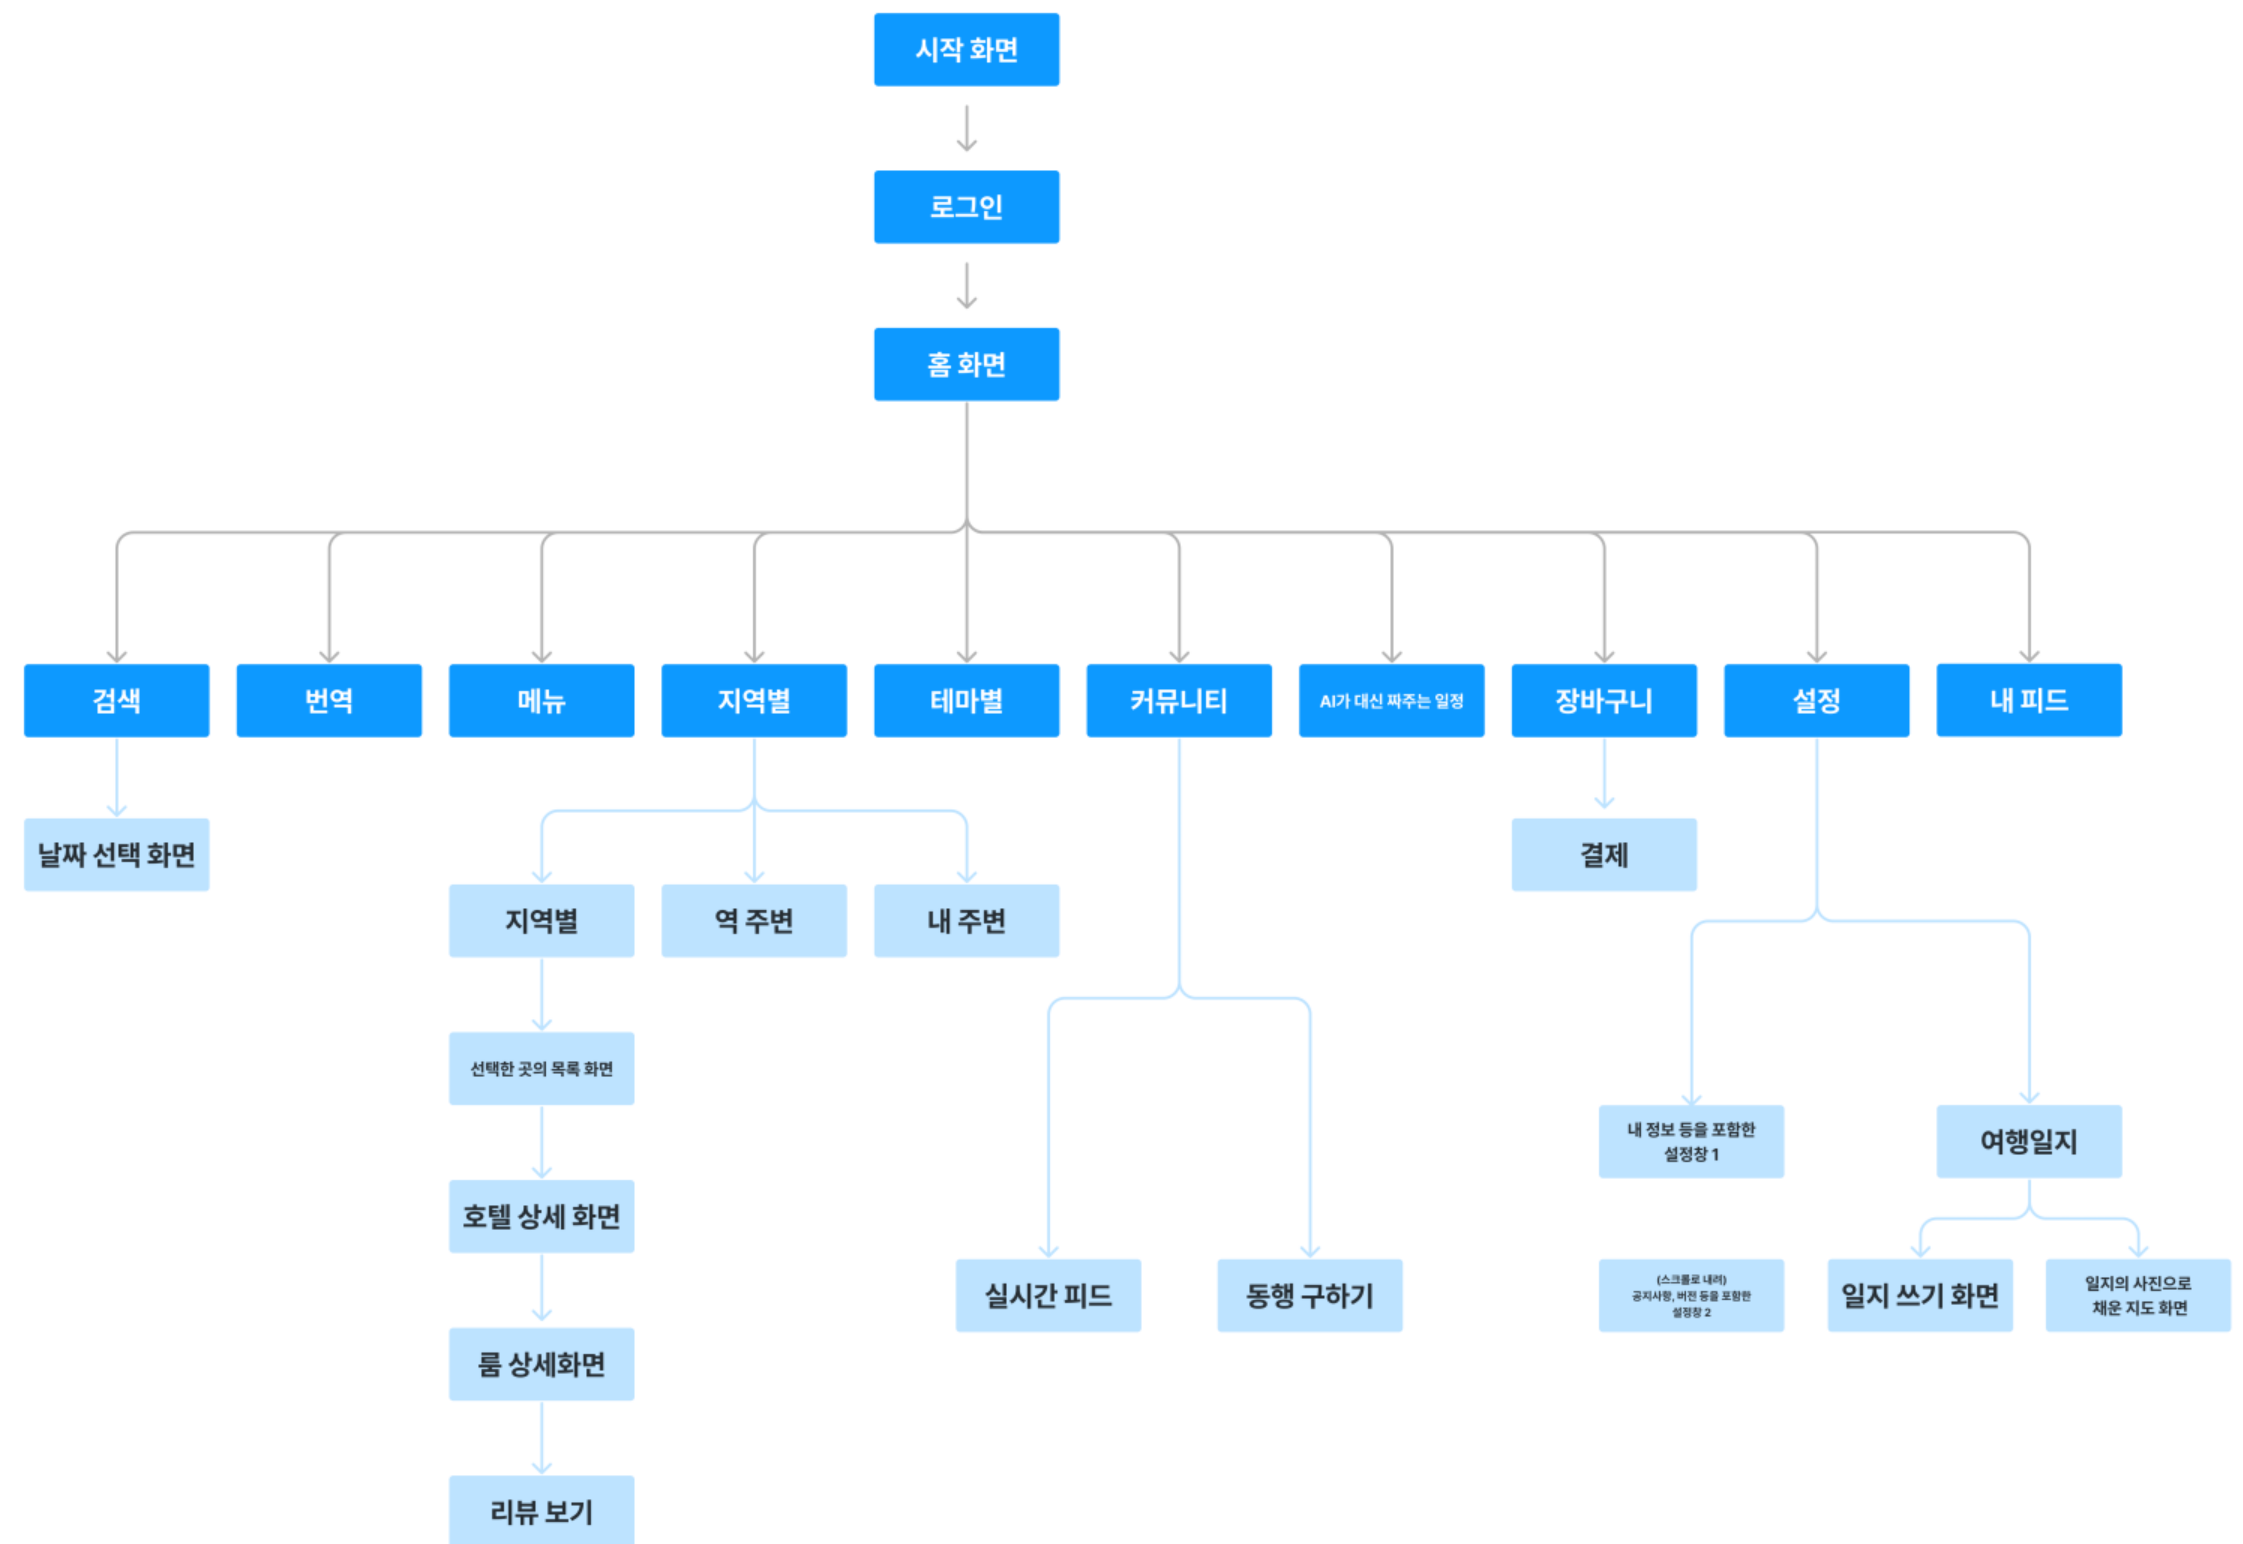 시작 화면
로그인
홈 화면
검색
번역
메뉴
지역별
테마별
커뮤니티
AI가 대신 짜주는 일정
장바구니
설정
내 피드
날짜 선택 화면
결제
지역별
역 주변
내 주변
선택한 곳의 목록 화면
내 정보 등을 포함한
설정창 1
여행일지
호텔 상세 화면
실시간 피드
동행 구하기
(스크롤로 내려)
공지사항, 버전 등을 포함한
설정창 2
일지 쓰기 화면
일지의 사진으로
채운 지도 화면
룸 상세화면
리뷰 보기